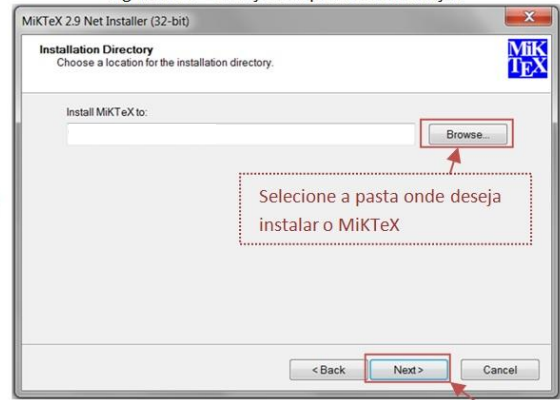 MiKTeX 2.9 Net Installer (32-bit)
Installation Directory
Choose a location for the installation directory.
MiK
TEX
Install MiKTeX to:
Browse...
Selecione a pasta onde deseja
instalar o MiKTeX
< Back
Next >
Cancel